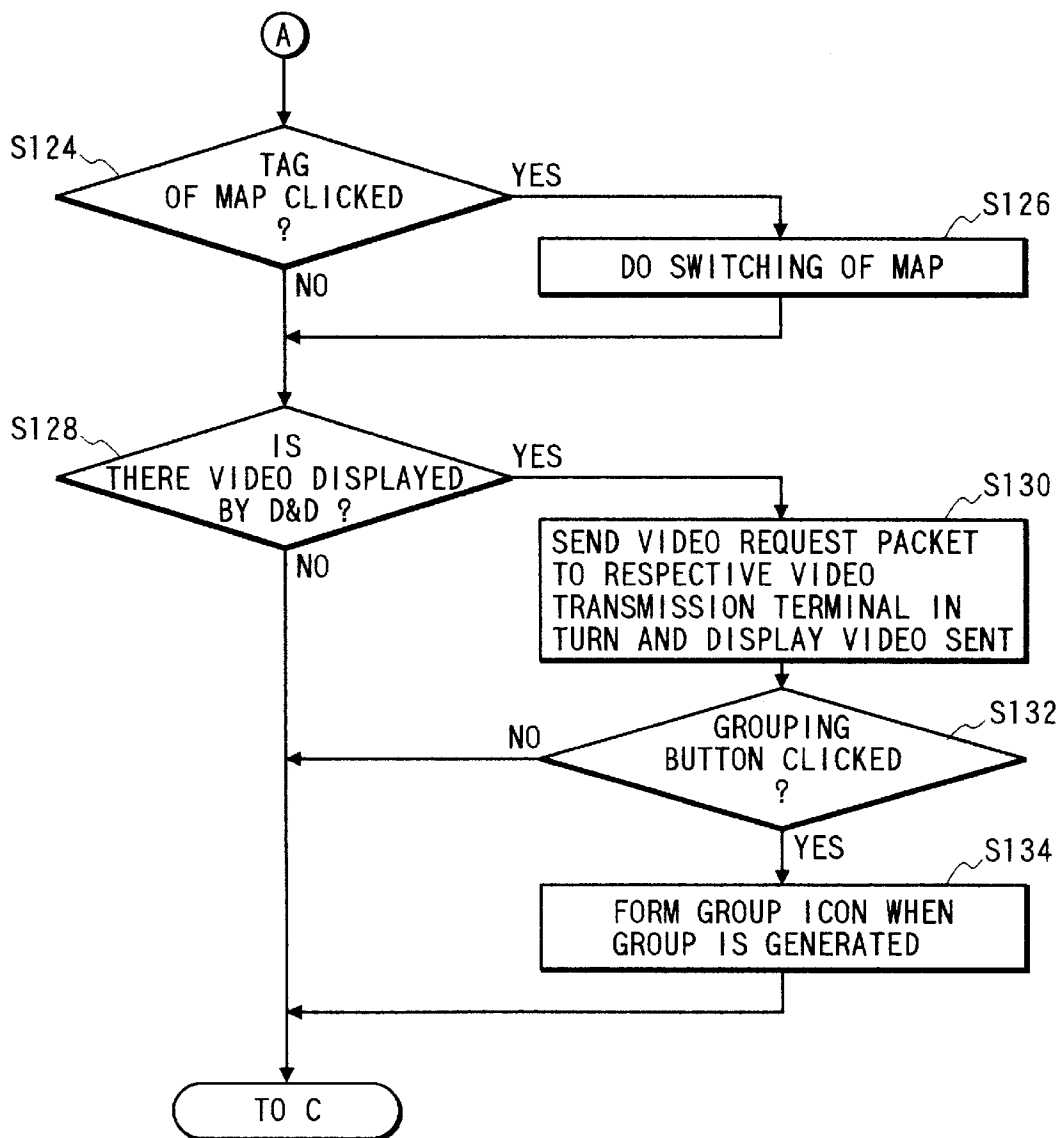 A
S124
TAG
OF MAP CLICKED
?
YES
S126
DO SWITCHING OF MAP
NO
S128
IS
THERE VIDEO DISPLAYED
BY D&D ?
YES
S130
SEND VIDEO REQUEST PACKET
TO RESPECTIVE VIDEO
TRANSMISSION TERMINAL IN
TURN AND DISPLAY VIDEO SENT
NO
S132
GROUPING
BUTTON CLICKED
?
NO
YES
S134
FORM GROUP ICON WHEN
GROUP IS GENERATED
TO C